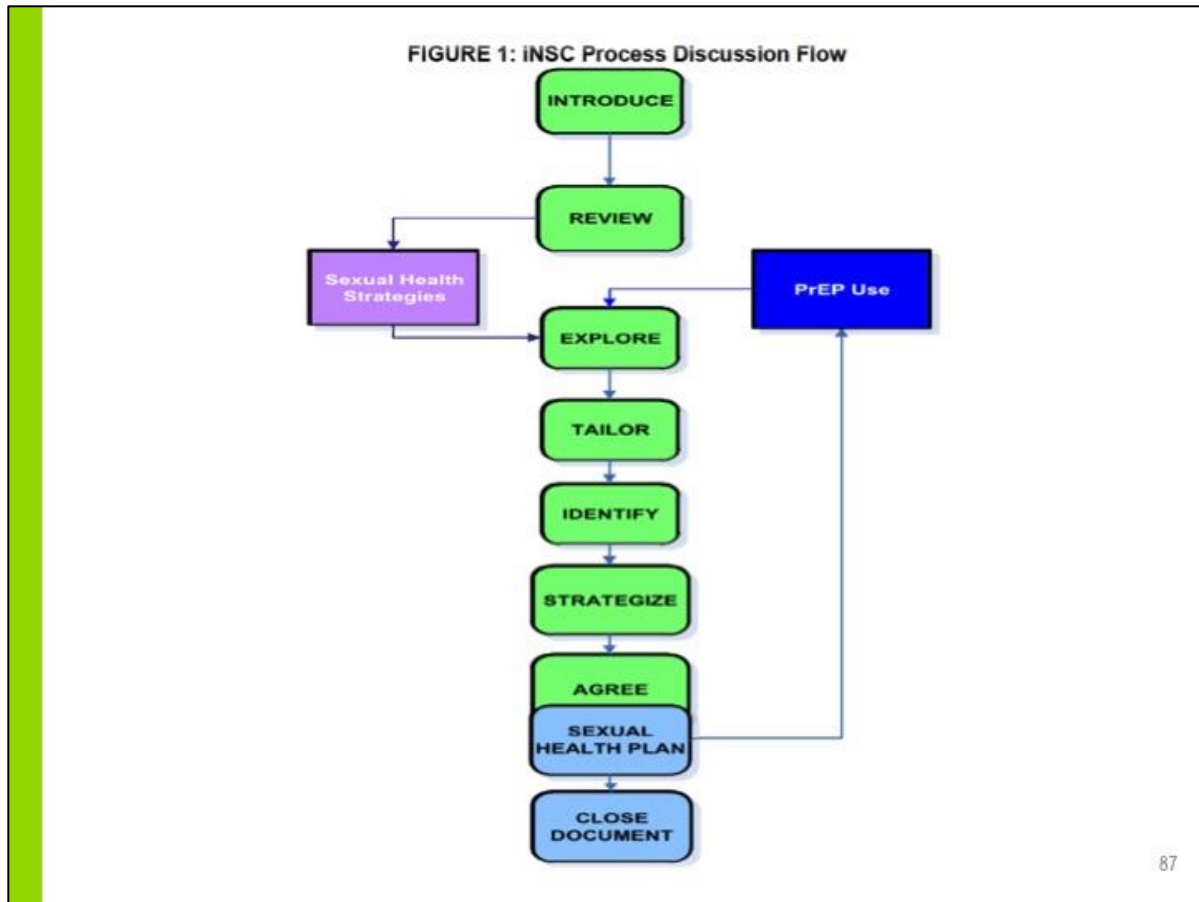 FIGURE 1: iNSC Process Discussion Flow
INTRODUCE
REVIEW
Sexual Health
Strategies
PrEP Use
EXPLORE
TAILOR
IDENTIFY
STRATEGIZE
AGREE
SEXUAL
HEALTH PLAN
CLOSE
DOCUMENT
87